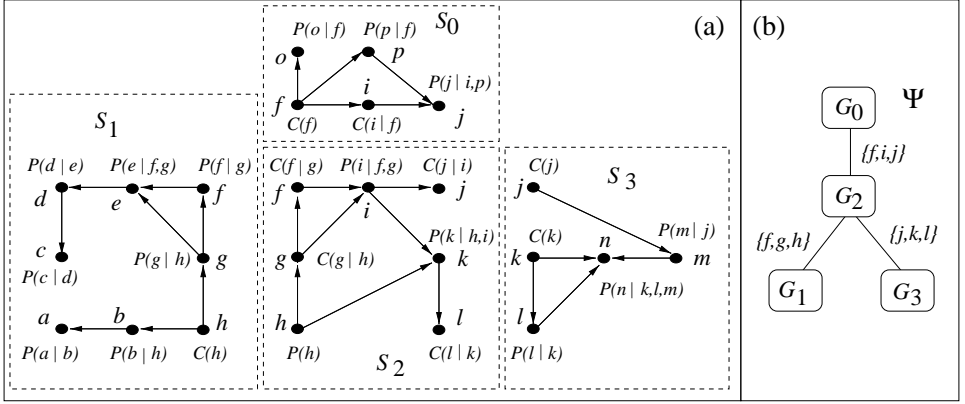 (a)
S0
P(o | f)
P(p | f)
o
p
P(j | i,p)
f
i
j
C(f)
C(i | f)
S1
P(d | e)
P(e | f,g)
P(f | g)
d
e
f
c
P(c | d)
P(g | h)
g
a
b
h
P(a | b)
P(b | h)
C(h)
C(f | g)
P(i | f,g)
C(j | i)
f
i
j
P(k | h,i)
g
C(g | h)
k
h
l
P(h)
C(l | k)
S2
C(j)
S3
j
P(m | j)
C(k)
n
k
m
P(n | k,l,m)
l
P(l | k)
(b)
Ψ
G0
{f,i,j}
G2
{f,g,h}
{j,k,l}
G1
G3